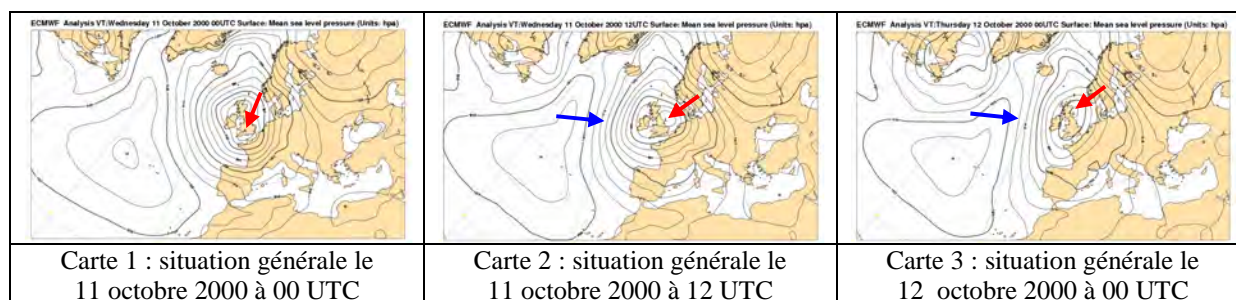 ECMWF Analysis VT:Wednesday 11 October 2000 00UTC Surface: Mean sea level pressure (Units: hpa)
ECMWF Analysis VT:Wednesday 11 October 2000 12UTC Surface: Mean sea level pressure (Units: hpa)
ECMWF Analysis VT:Thursday 12 October 2000 00UTC Surface: Mean sea level pressure (Units: hpa)
Carte 1 : situation générale le
11 octobre 2000 à 00 UTC
Carte 2 : situation générale le
11 octobre 2000 à 12 UTC
Carte 3 : situation générale le
12 octobre 2000 à 00 UTC